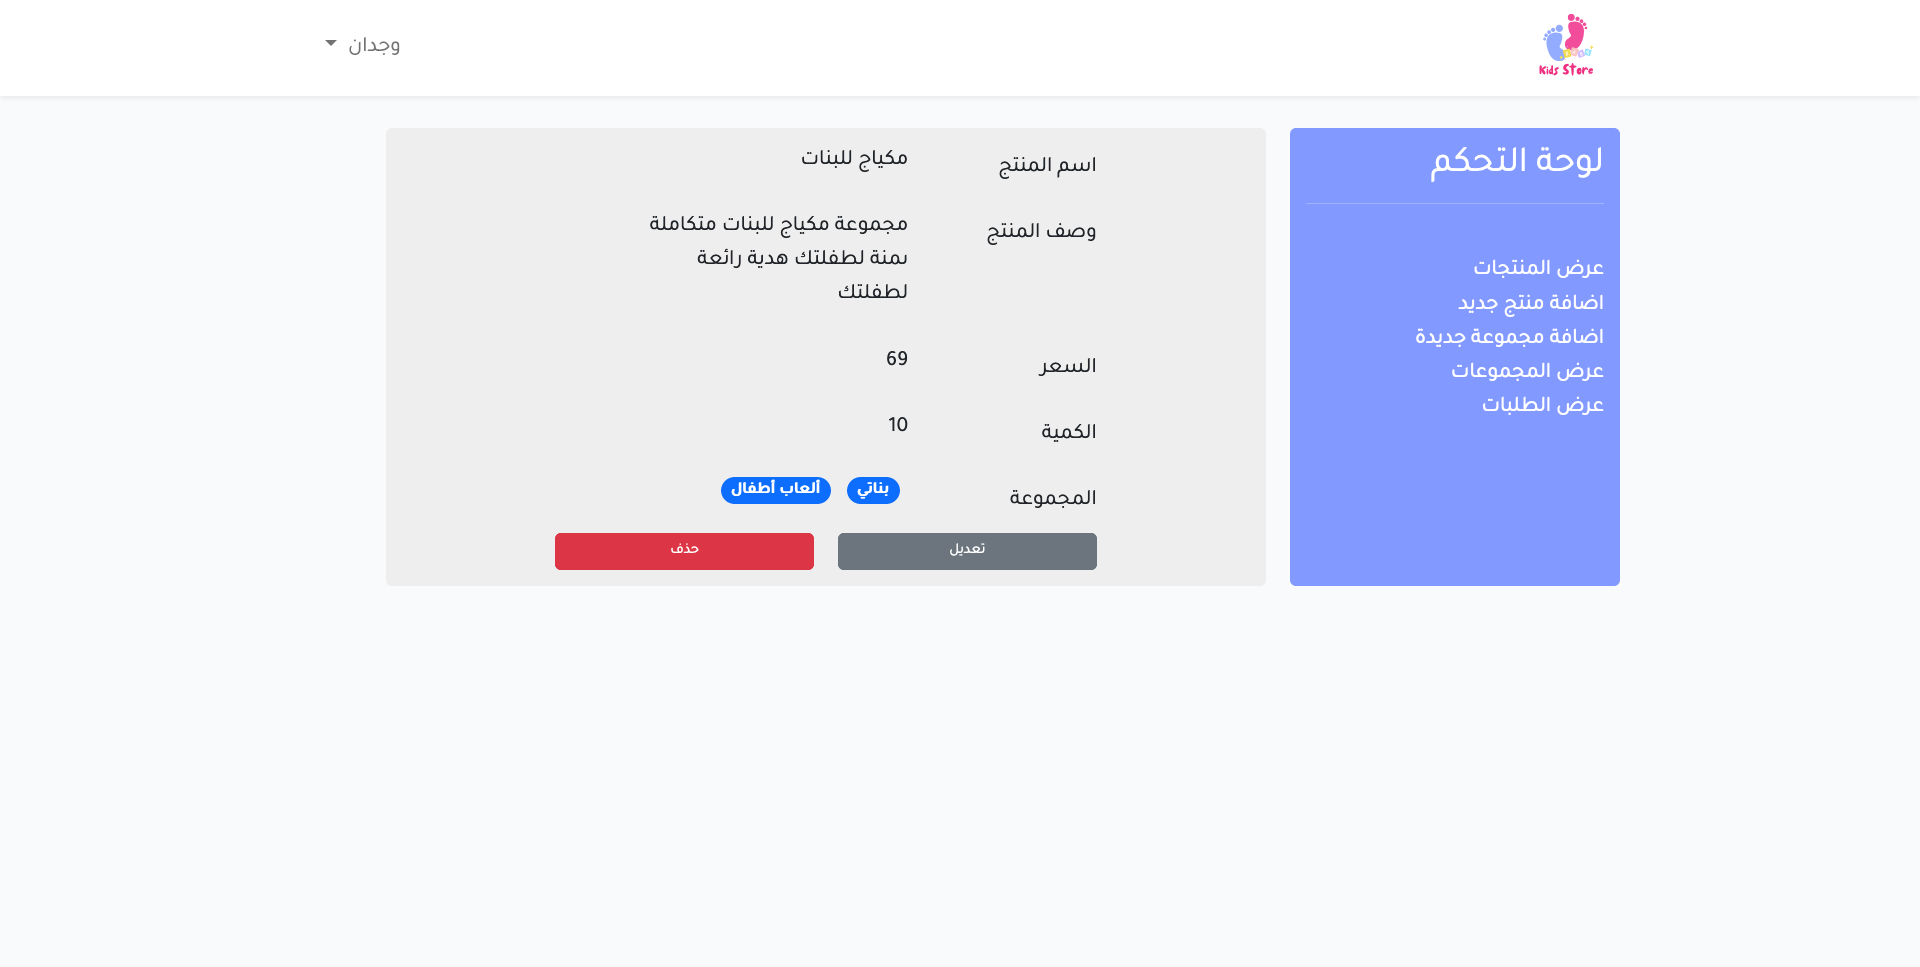 Kids Store
وجدان
لوحة التحكم
عرض المنتجات
اضافة منتج جديد
اضافة مجموعة جديدة
عرض المجموعات
عرض الطلبات
اسم المنتج
مكياج للبنات
وصف المنتج
مجموعة مكياج للبنات متكاملة
ىمنة لطفلتك هدية رائعة
لطفلتك
السعر
69
الكمية
10
المجموعة
بناتي
ألعاب أطفال
تعديل
حذف